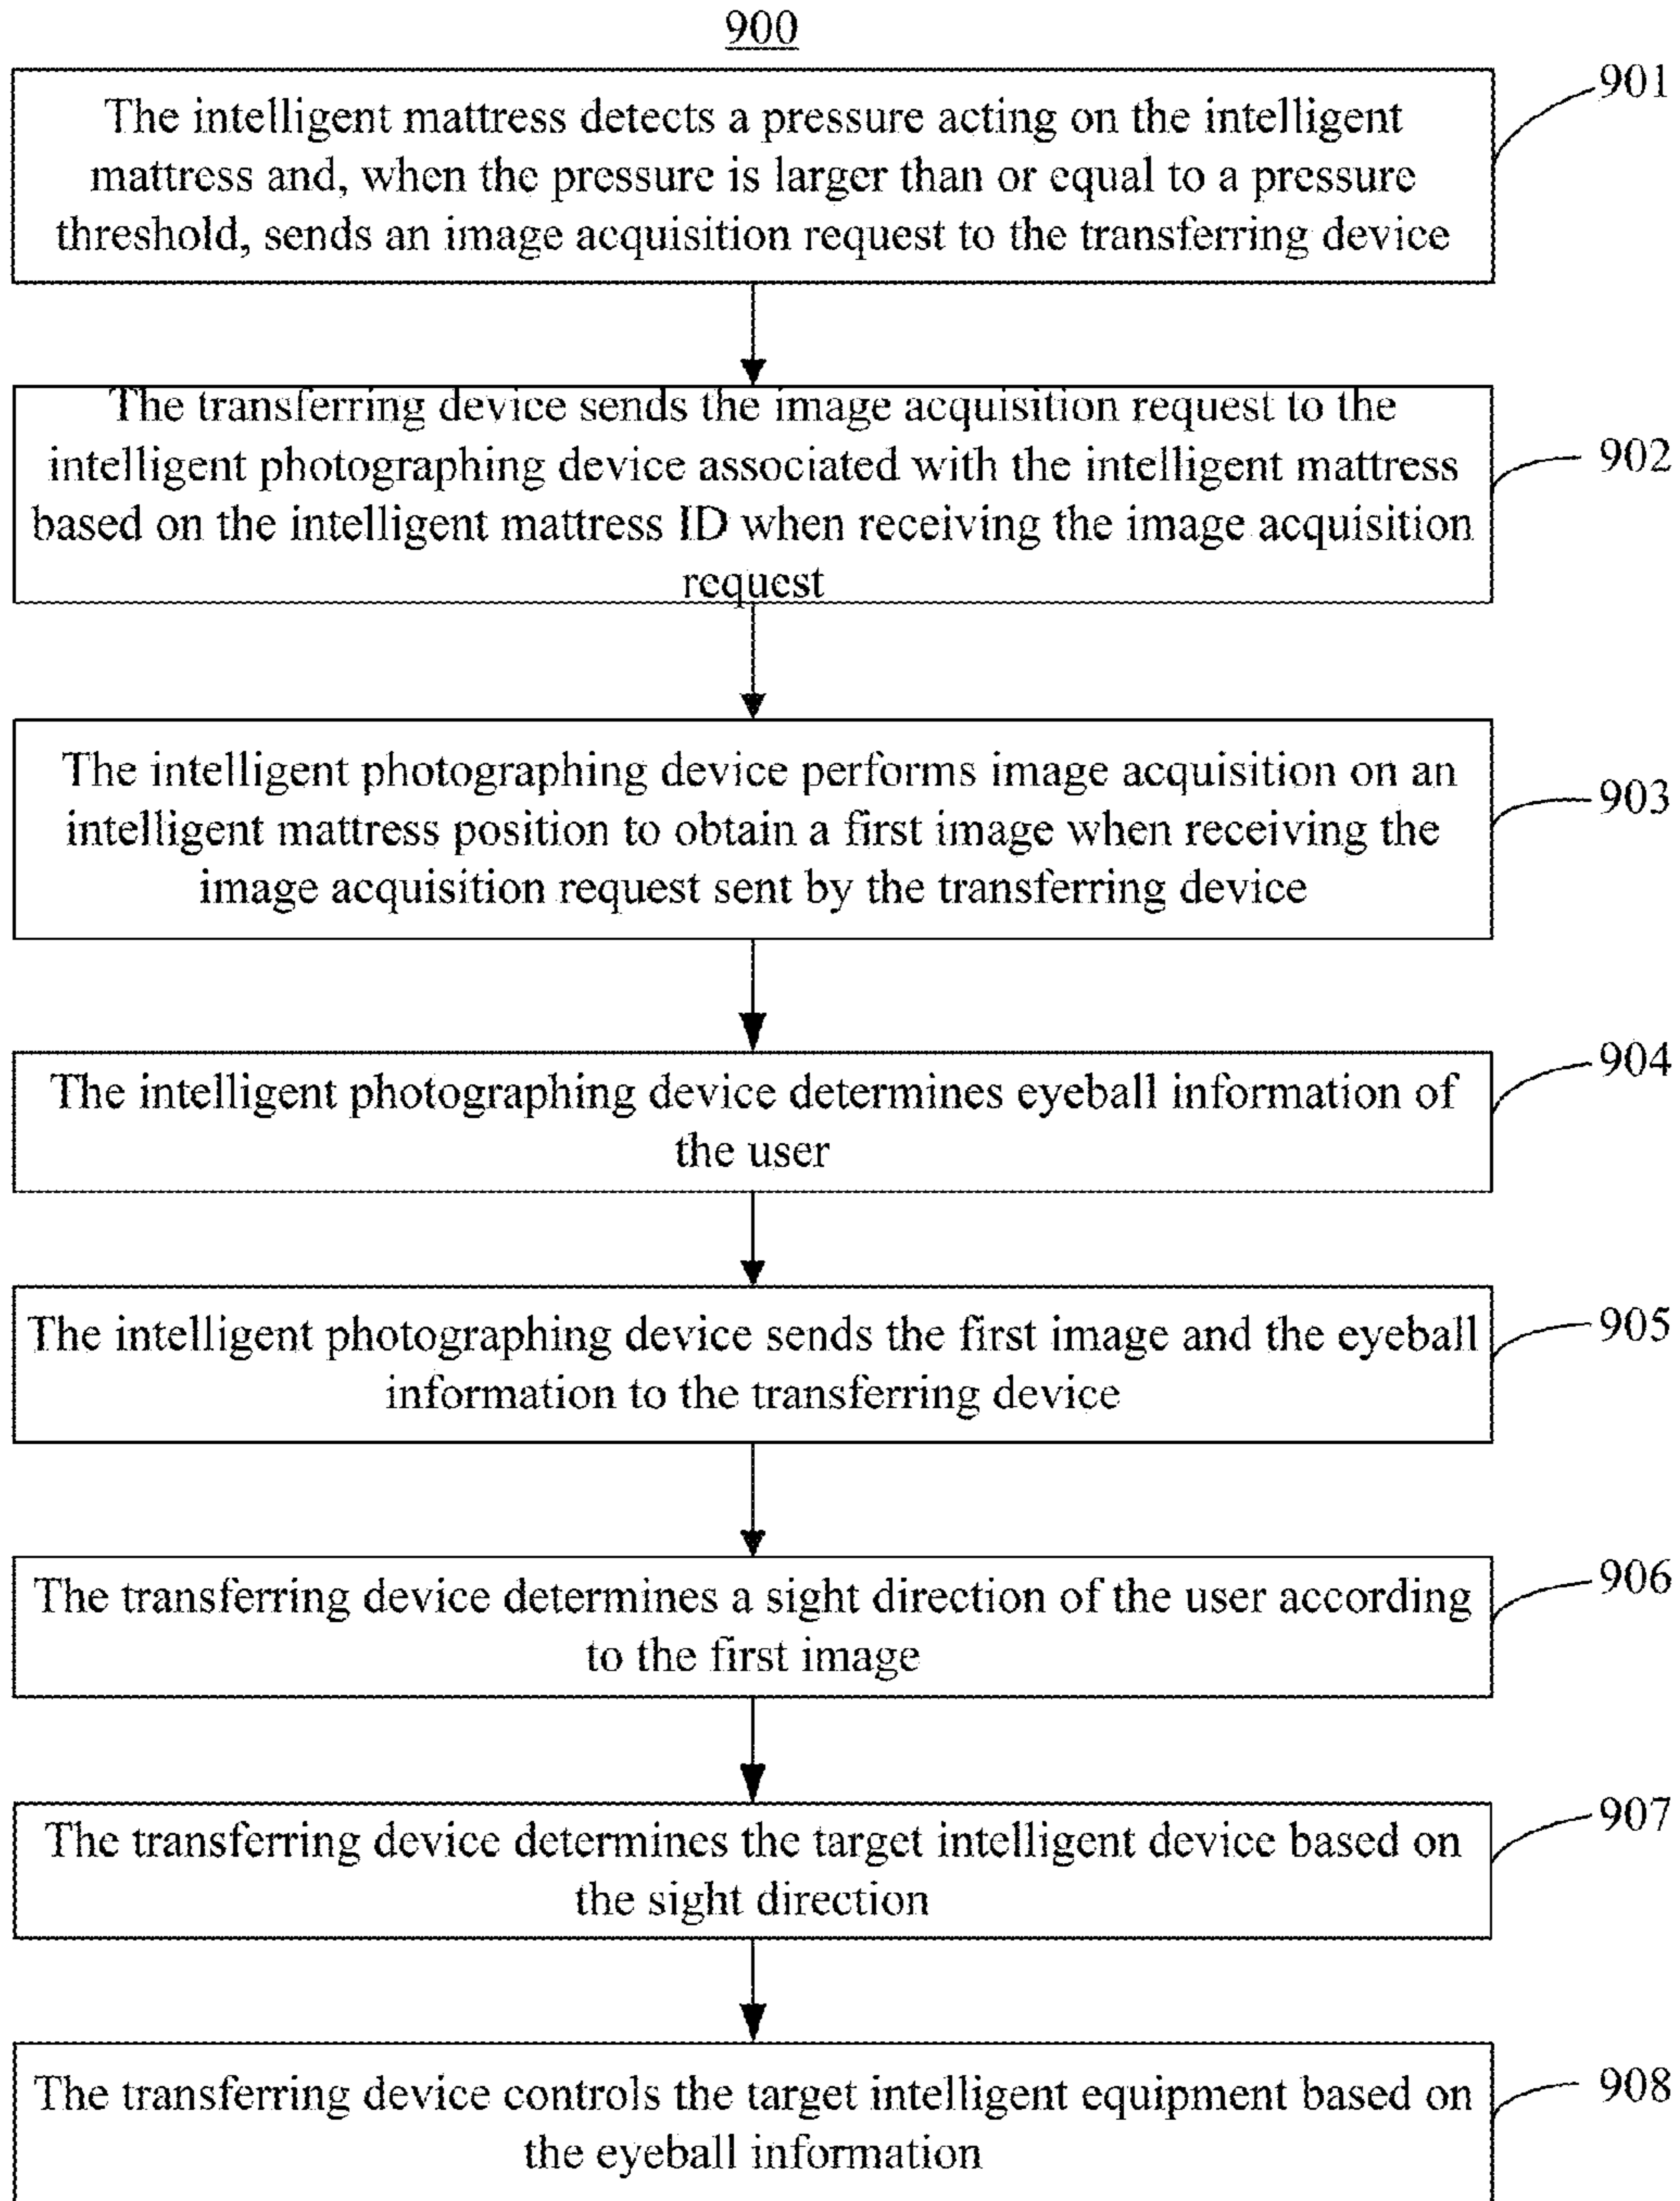 900
The intelligent mattress detects a pressure acting on the intelligent
mattress and, when the pressure is larger than or equal to a pressure
threshold, sends an image acquisition request to the transferring device
901
The transferring device sends the image acquisition request to the
intelligent photographing device associated with the intelligent mattress
based on the intelligent mattress ID when receiving the image acquisition
request
902
The intelligent photographing device performs image acquisition on an
intelligent mattress position to obtain a first image when receiving the
image acquisition request sent by the transferring device
903
The intelligent photographing device determines eyeball information of
the user
904
The intelligent photographing device sends the first image and the eyeball
information to the transferring device
905
The transferring device determines a sight direction of the user according
to the first image
906
The transferring device determines the target intelligent device based on
the sight direction
907
The transferring device controls the target intelligent equipment based on
the eyeball information
908